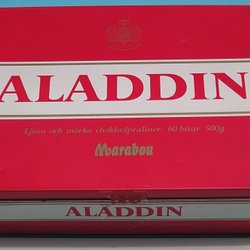 ALADDIN
Ljusa och mörka chokladpraliner 60 bitar 500g
Marabou
ALADDIN